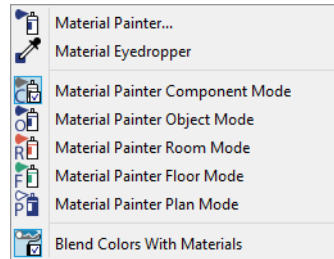 Material Painter...
Material Eyedropper
C Material Painter Component Mode
O Material Painter Object Mode
R Material Painter Room Mode
F Material Painter Floor Mode
P Material Painter Plan Mode
Blend Colors With Materials